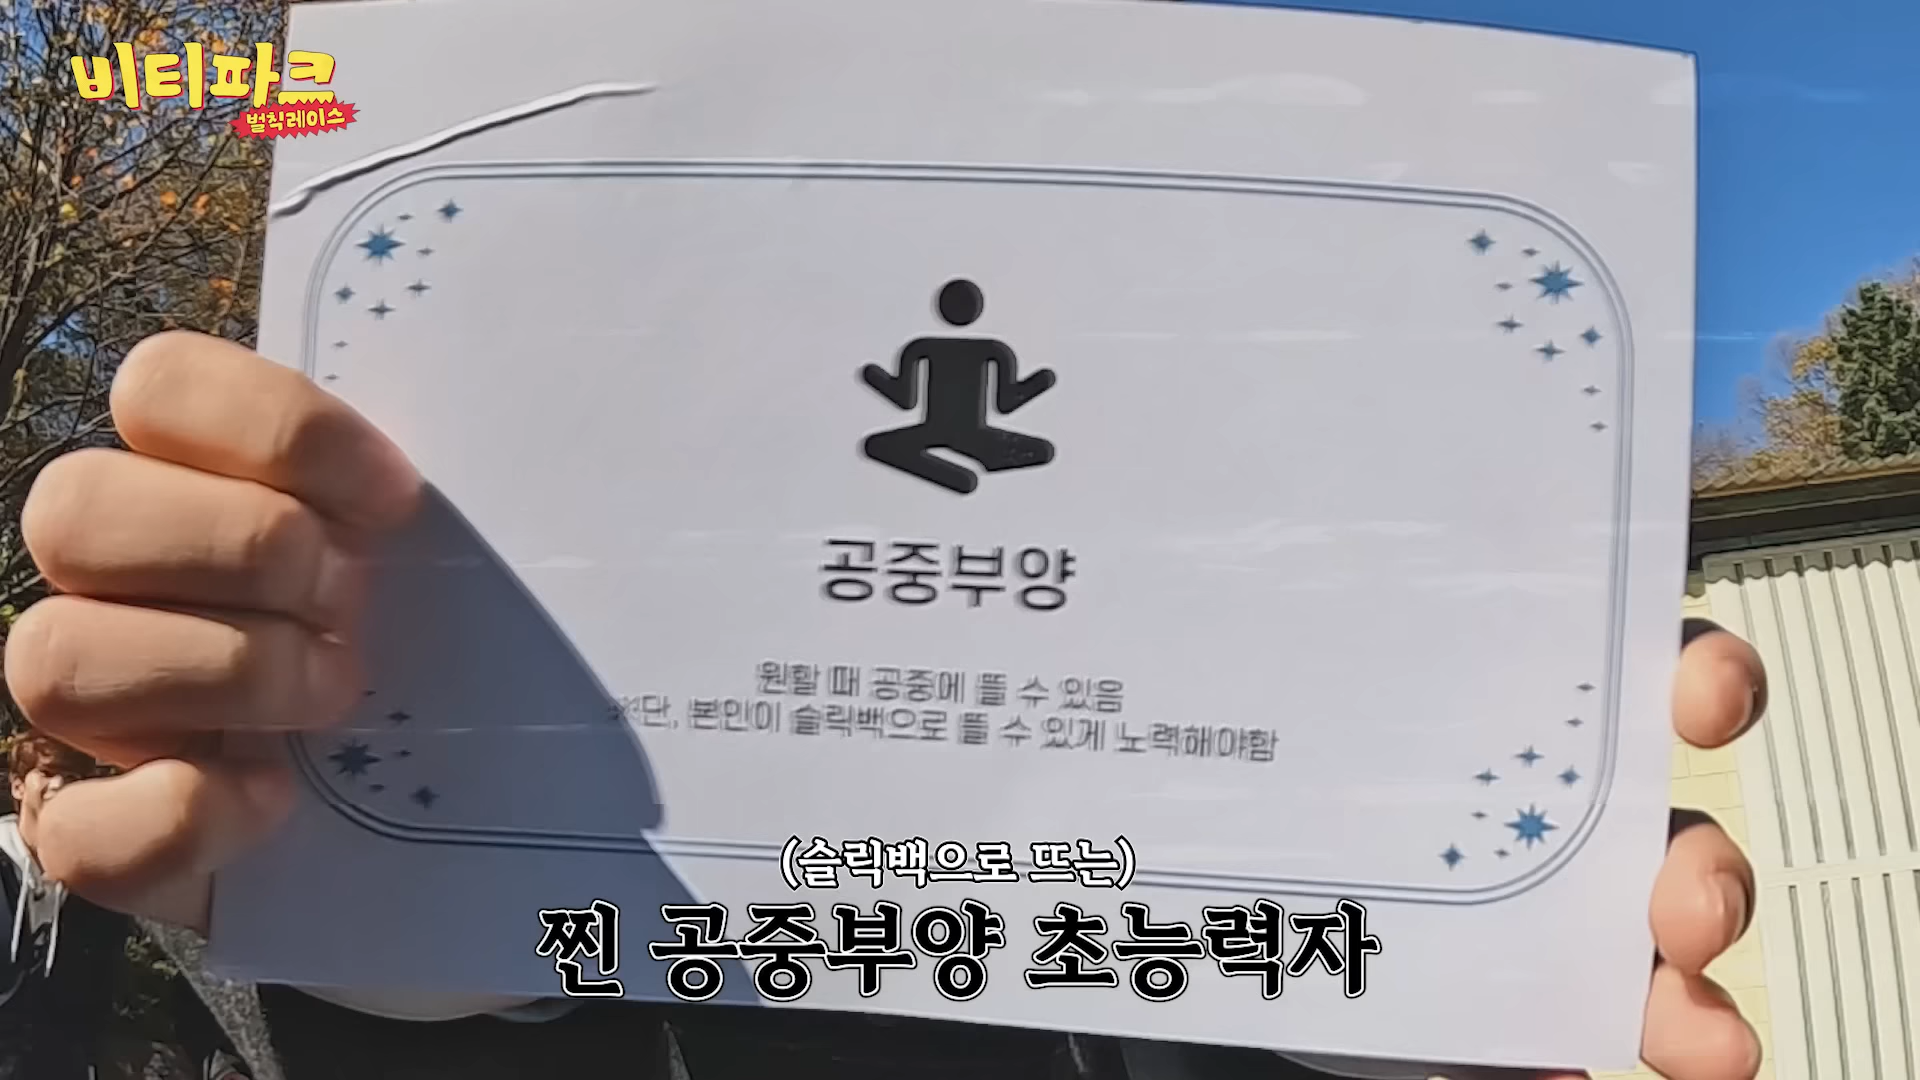 비티파크
벌칙레이스
공중부양
원할 때 공중에 뜰 수 있음
※단, 본인이 슬릭백으로 뜰 수 있게 노력해야함
(슬릭백으로 뜨는)
찐 공중부양 초능력자